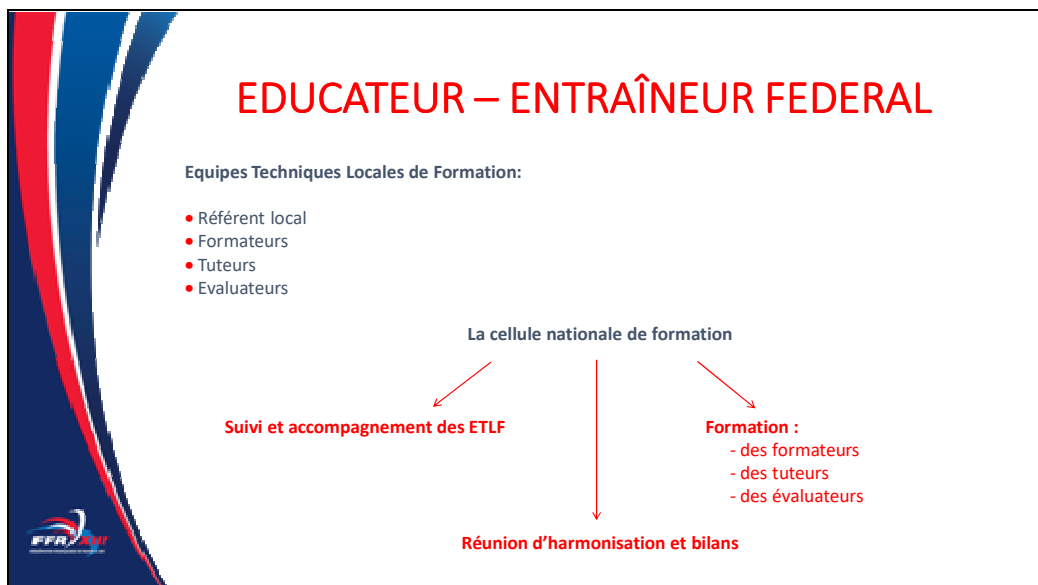 EDUCATEUR – ENTRAÎNEUR FEDERAL
Equipes Techniques Locales de Formation:
• Référent local
• Formateurs
• Tuteurs
• Evaluateurs
La cellule nationale de formation
Suivi et accompagnement des ETLF
Formation :
- des formateurs
- des tuteurs
- des évaluateurs
Réunion d’harmonisation et bilans
FFR XIII